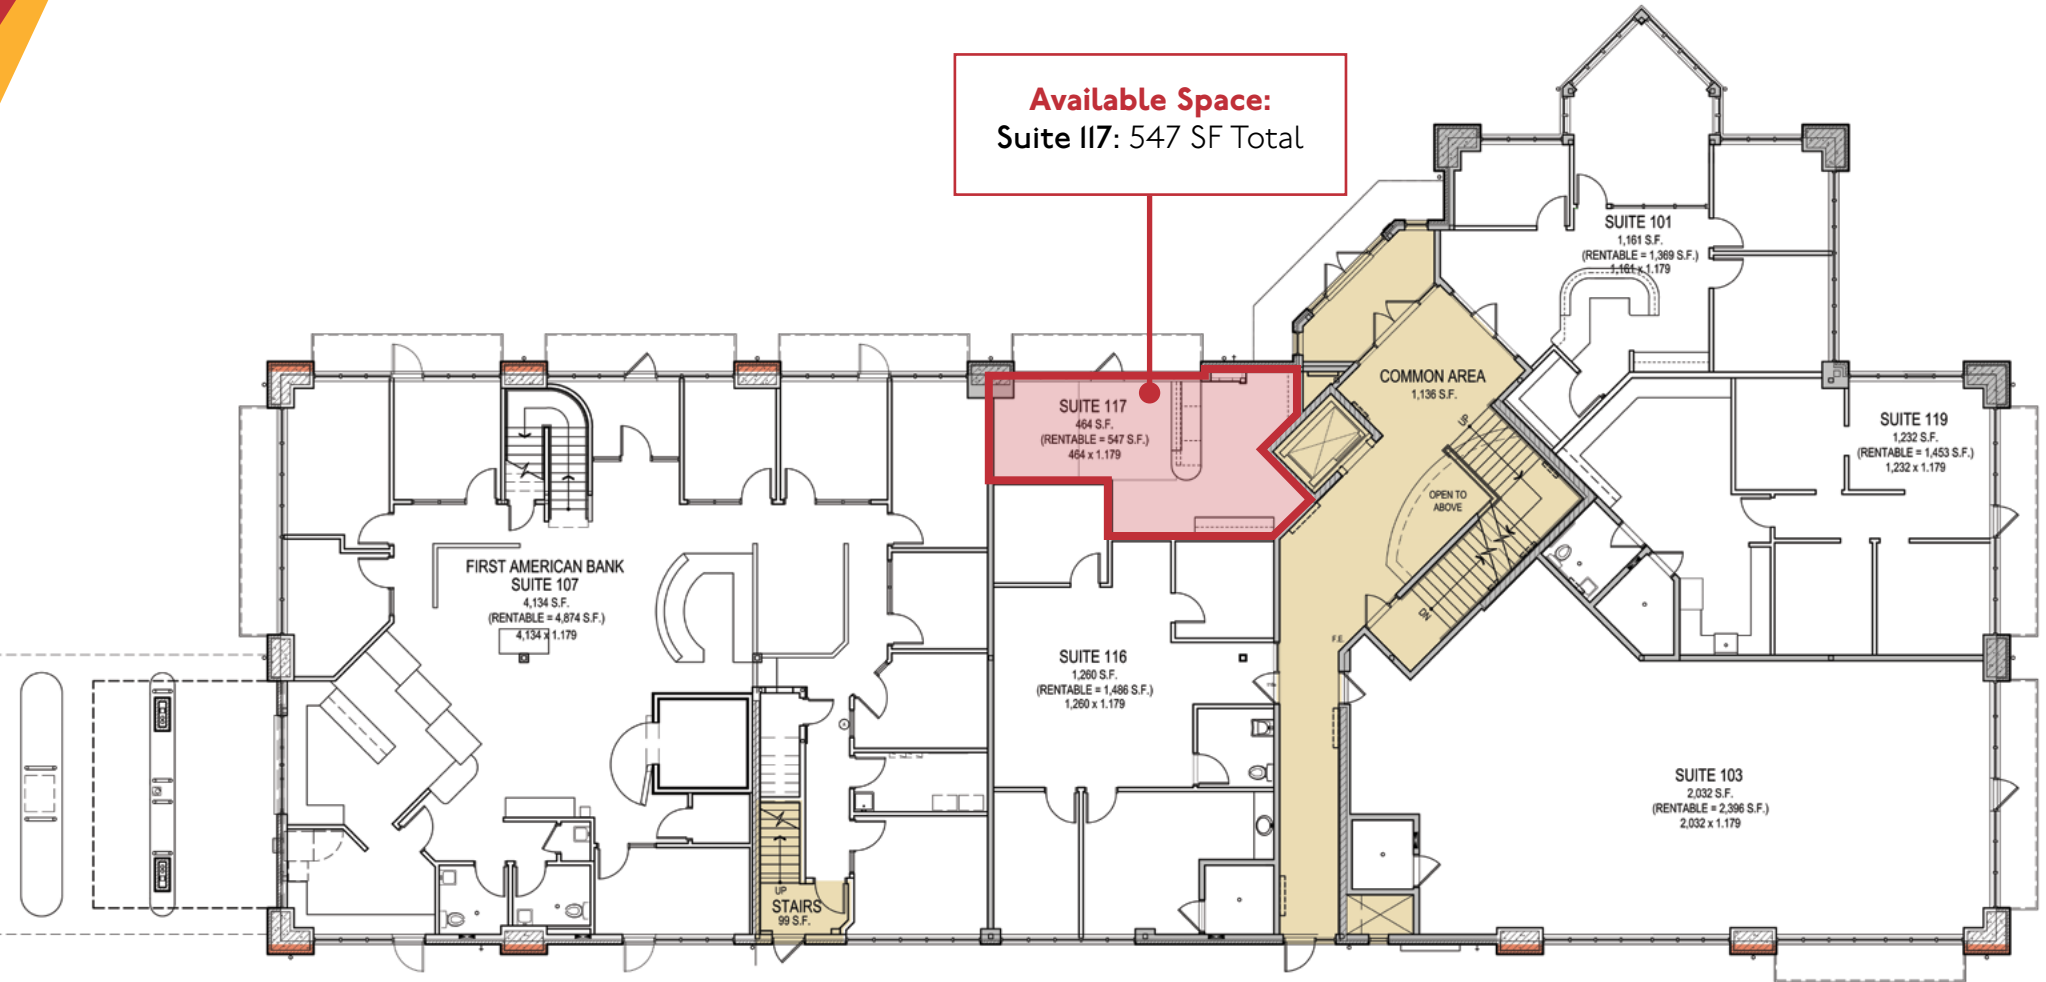 Available Space:
Suite 117: 547 SF Total
SUITE 101
1,161 S.F.
(RENTABLE = 1,369 S.F.)
1,161 x 1.179
COMMON AREA
1,136 S.F.
UP
SUITE 117
464 S.F.
(RENTABLE = 547 S.F.)
464 x 1.179
SUITE 119
1,232 S.F.
(RENTABLE = 1,453 S.F.)
1,232 x 1.179
OPEN TO
ABOVE
FIRST AMERICAN BANK
SUITE 107
4,134 S.F.
(RENTABLE = 4,874 S.F.)
4,134 x 1.179
DN
F.E.
SUITE 116
1,260 S.F.
(RENTABLE = 1,486 S.F.)
1,260 x 1.179
SUITE 103
2,032 S.F.
(RENTABLE = 2,396 S.F.)
2,032 x 1.179
UP
STAIRS
99 S.F.